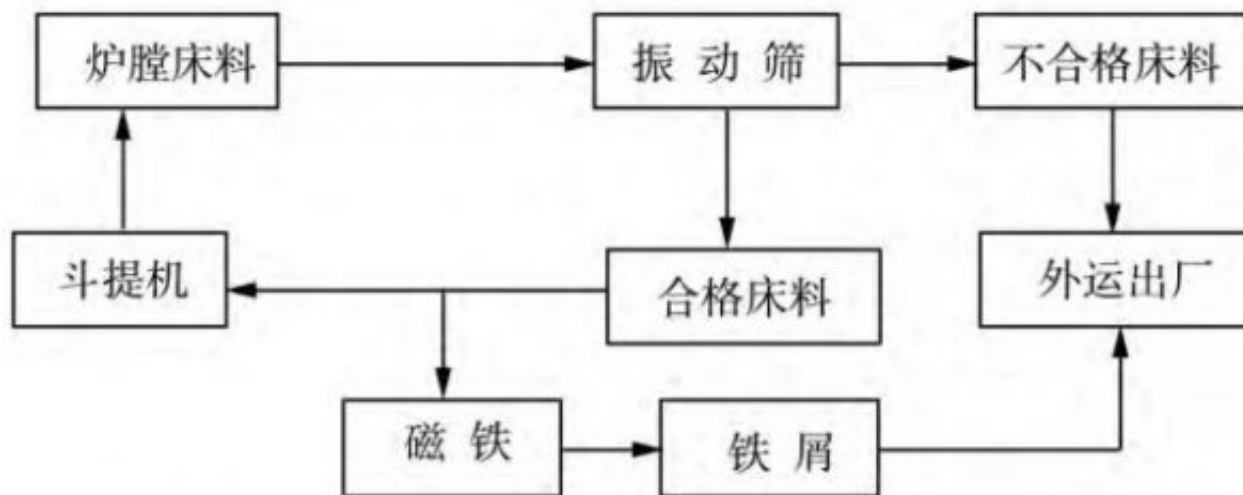 炉膛床料
振动筛
不合格床料
斗提机
合格床料
外运出厂
磁铁
铁屑